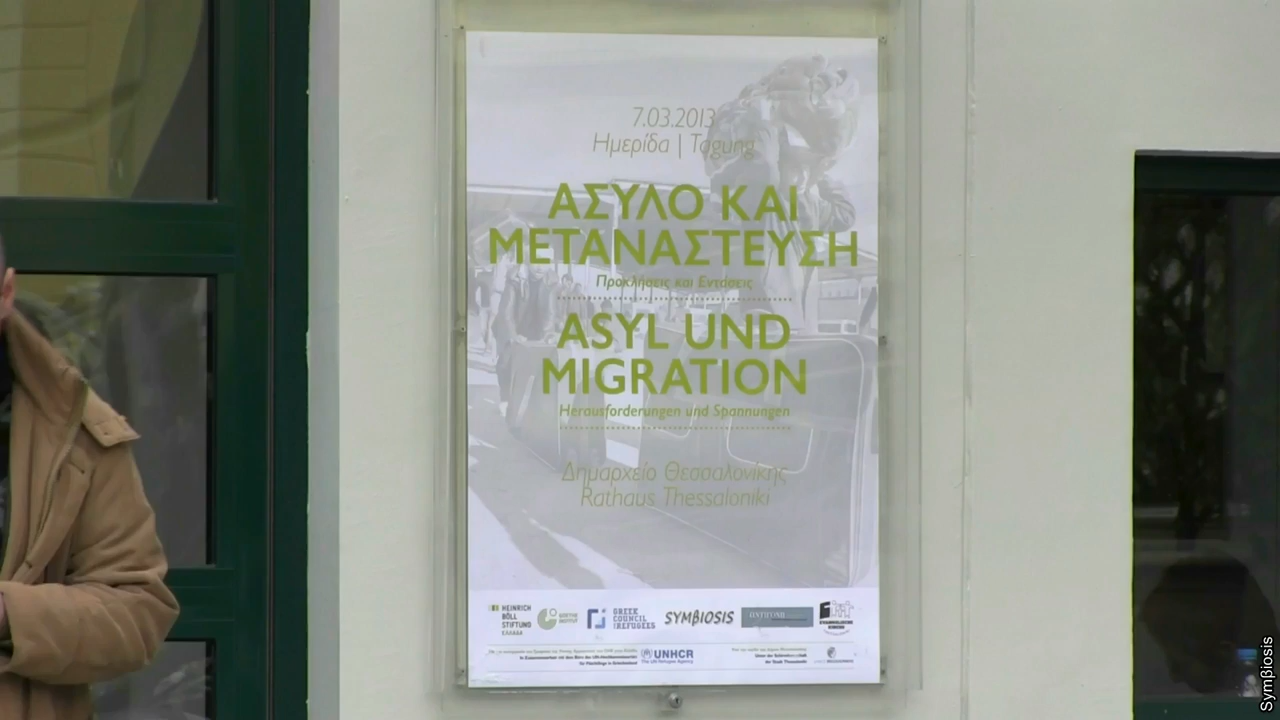 7.03.2013
Ημερίδα | Tagung
ΑΣΥΛΟ ΚΑΙ
ΜΕΤΑΝΑΣΤΕΥΣΗ
Προκλήσεις και Εντάσεις
ASYL UND
MIGRATION
Herausforderungen und Spannungen
Δημαρχείο Θεσσαλονίκης
Rathaus Thessaloniki
HEINRICH
BÖLL
STIFTUNG
ΕΛΛΑΔΑ
GREEK
COUNCIL
FOR REFUGEES
SYMBIOSIS
UNHCR
The UN Refugee Agency
Symβiosis